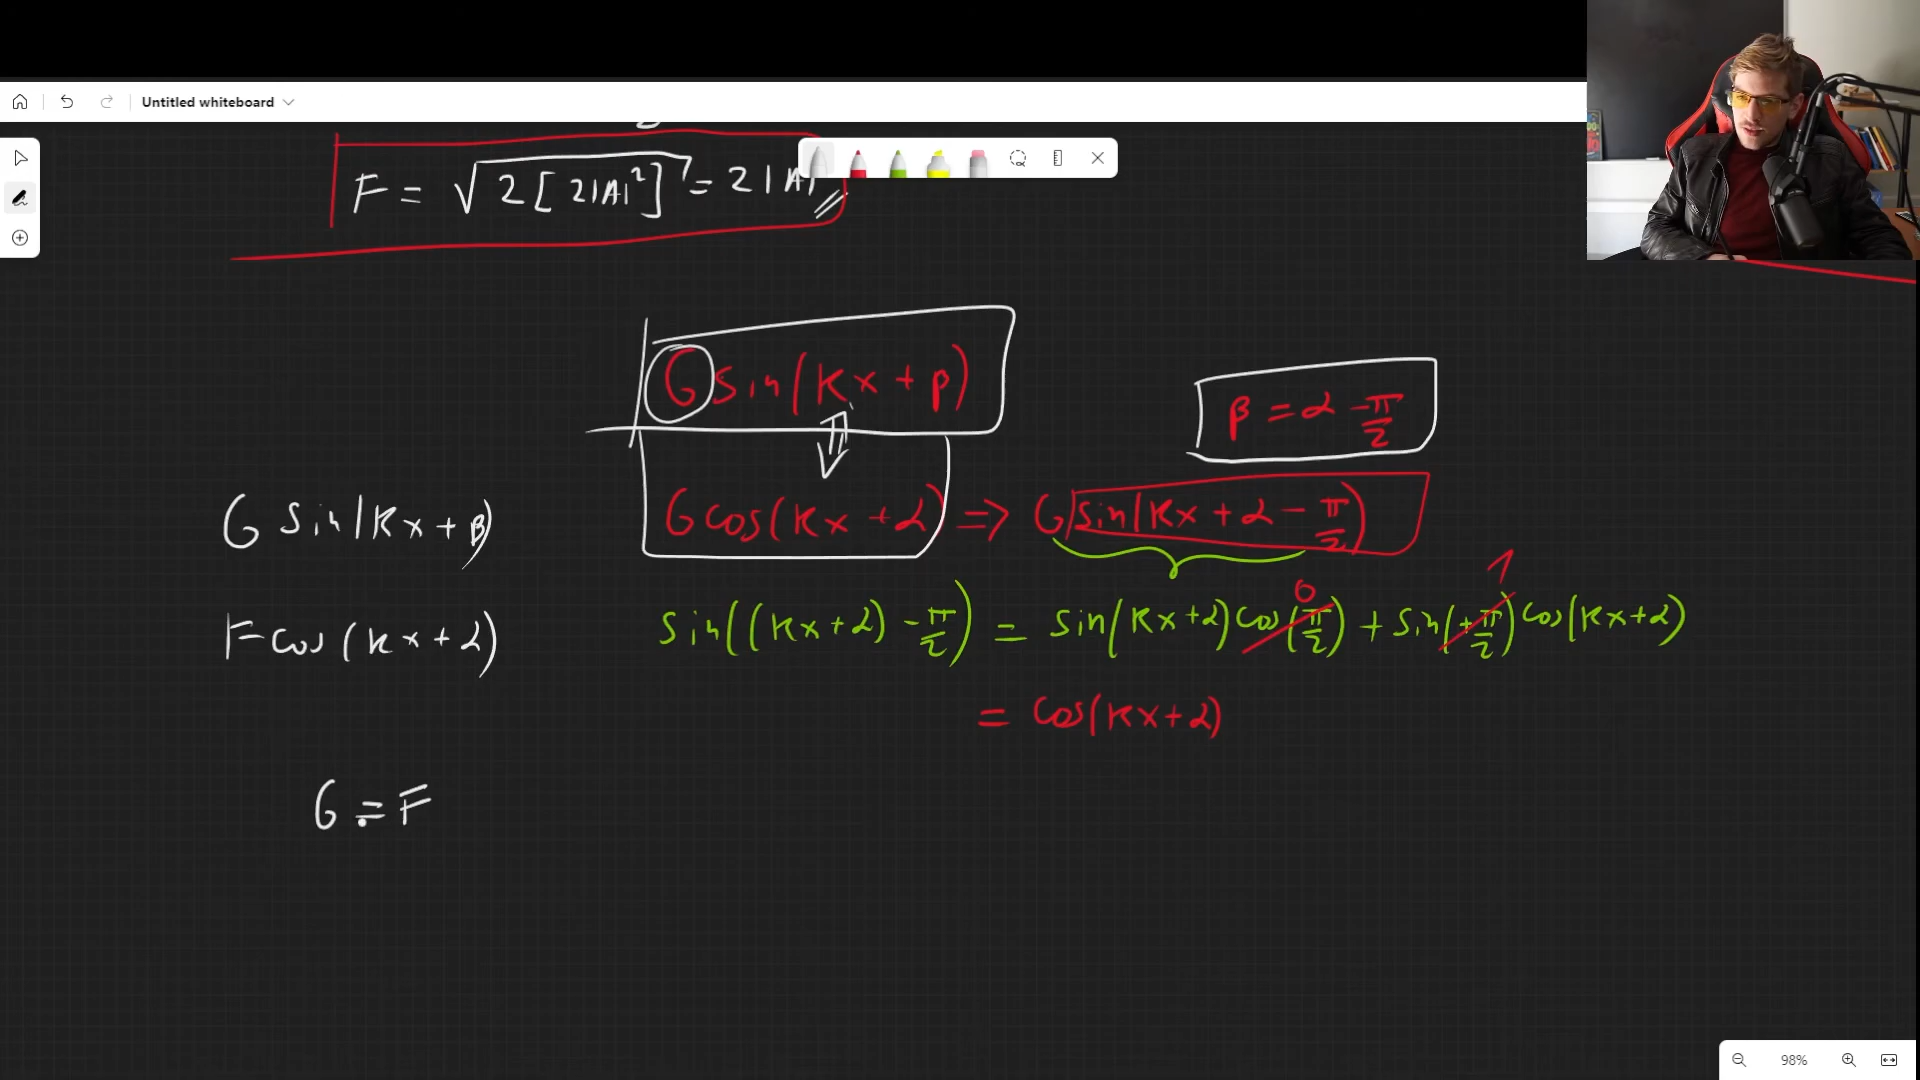 Untitled whiteboard
F = √2[2|A|²] = 2|A|
G sin(kx + β)
β = α - π/2
G cos(kx + α) => G sin(kx + α - π/2)
G sin(kx + β)
0 1
sin((kx+α) - π/2) = sin(kx+α) cos(π/2) + sin(+π/2) cos(kx+α)
F cos(kx + α)
= cos(kx+α)
G = F
98%